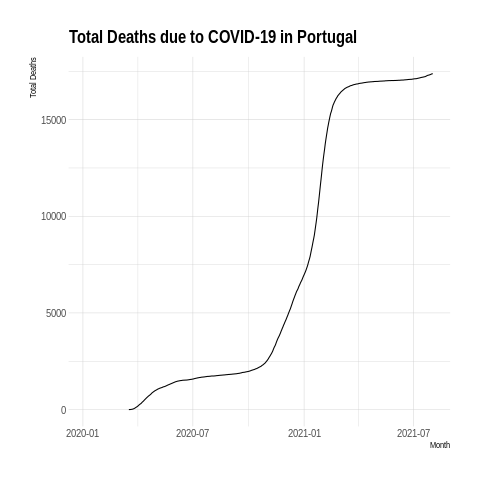 Total Deaths due to COVID-19 in Portugal
Total Deaths
15000
10000
5000
0
2020-01 2020-07 2021-01 2021-07
Month